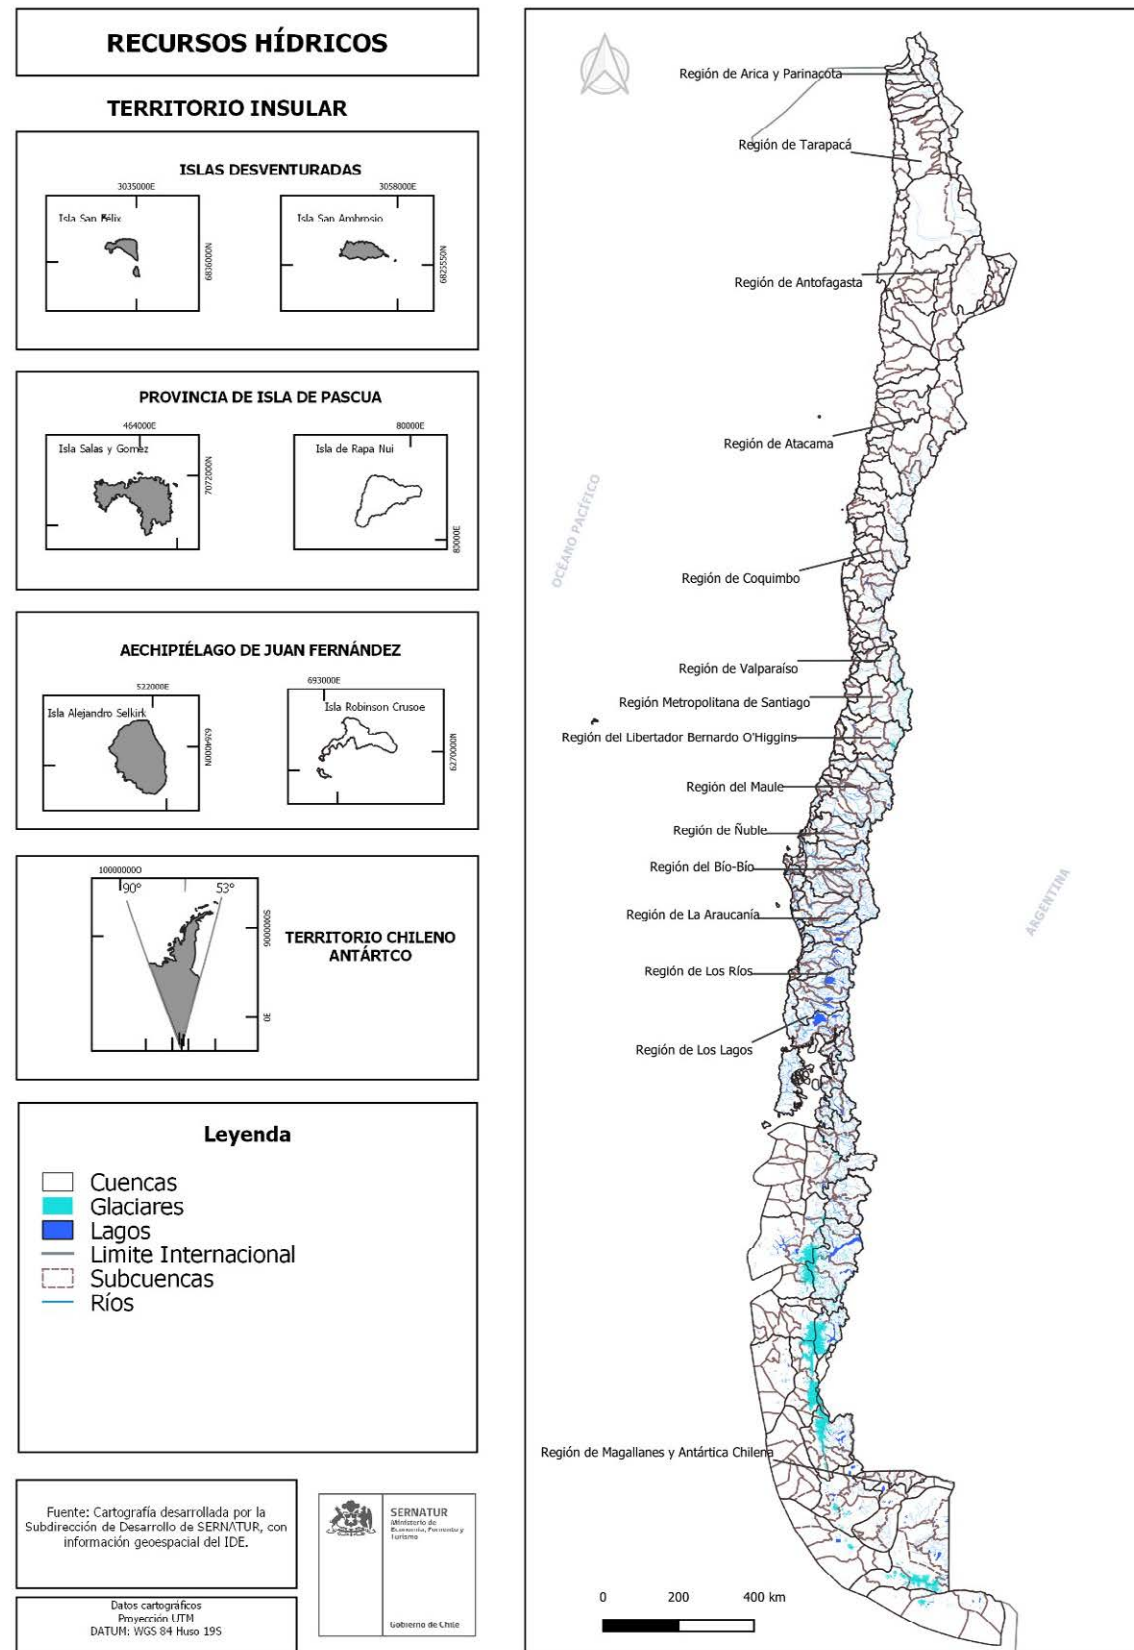 RECURSOS HÍDRICOS
TERRITORIO INSULAR
ISLAS DESVENTURADAS
3035000E
Isla San Félix
6836000N
3058000E
Isla San Ambrosio
6825550N
PROVINCIA DE ISLA DE PASCUA
464000E
Isla Salas y Gomez
7072000N
80000E
Isla de Rapa Nui
80000E
AECHIPIÉLAGO DE JUAN FERNÁNDEZ
522000E
Isla Alejandro Selkirk
693000E
Isla Robinson Crusoe
6270000N
90°
53°
9000000S
0E
TERRITORIO CHILENO
ANTÁRTCO
Leyenda
Cuencas
Glaciares
Lagos
Limite Internacional
Subcuencas
Ríos
Fuente: Cartografía desarrollada por la
Subdirección de Desarrollo de SERNATUR, con
información geoespacial del IDE.
Datos cartográficos
Proyección UTM
DATUM: WGS 84 Huso 19S
SERNATUR
Ministerio de
Economía, Fomento y
Turismo
Gobierno de Chile
Región de Arica y Parinacota
Región de Tarapacá
Región de Antofagasta
Región de Atacama
OCÉANO PACÍFICO
Región de Coquimbo
Región de Valparaíso
Región Metropolitana de Santiago
Región del Libertador Bernardo O'Higgins
Región del Maule
Región de Ñuble
Región del Bío-Bío
Región de La Araucanía
ARGENTINA
Región de Los Ríos
Región de Los Lagos
Región de Magallanes y Antártica Chilena
0 200 400 km